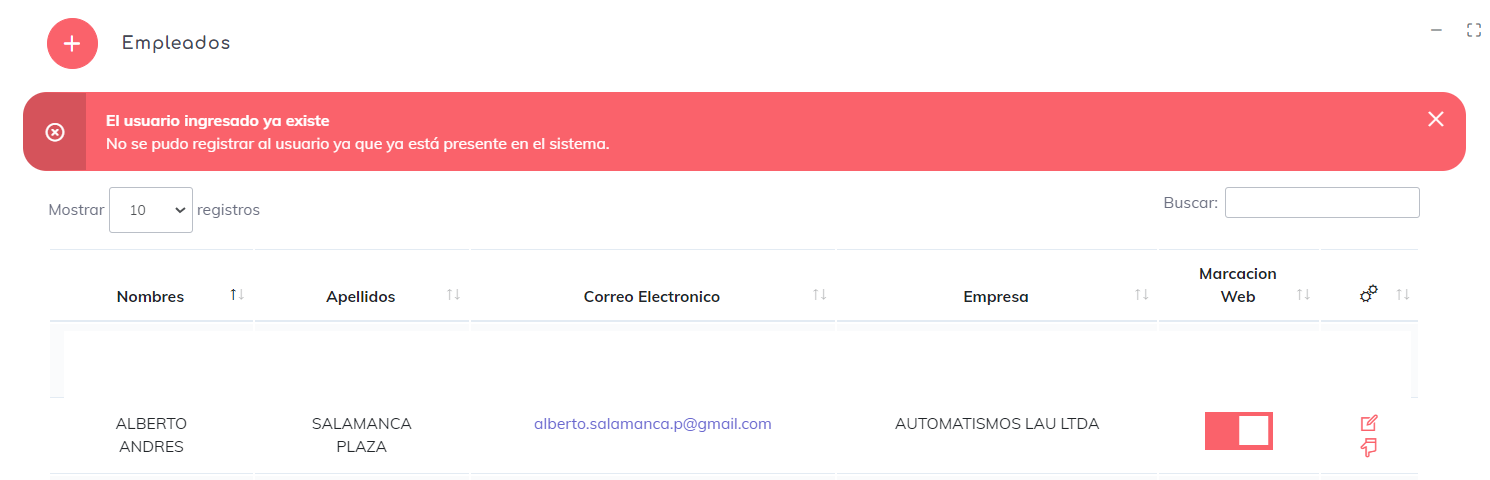 Empleados
El usuario ingresado ya existe
No se pudo registrar al usuario ya que ya está presente en el sistema.
Mostrar 10 registros
Buscar:
Nombres Apellidos Correo Electronico Empresa Marcacion Web
ALBERTO ANDRES SALAMANCA PLAZA alberto.salamanca.p@gmail.com AUTOMATISMOS LAU LTDA